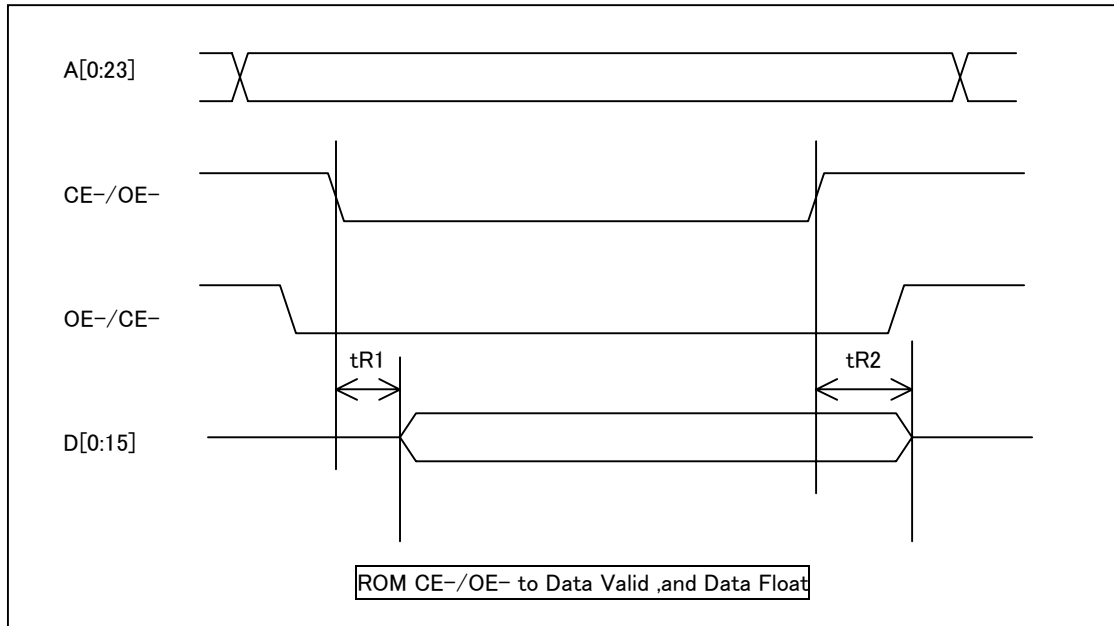 A[0:23]
CE-/OE-
OE-/CE-
tR1
tR2
D[0:15]
ROM CE-/OE- to Data Valid ,and Data Float